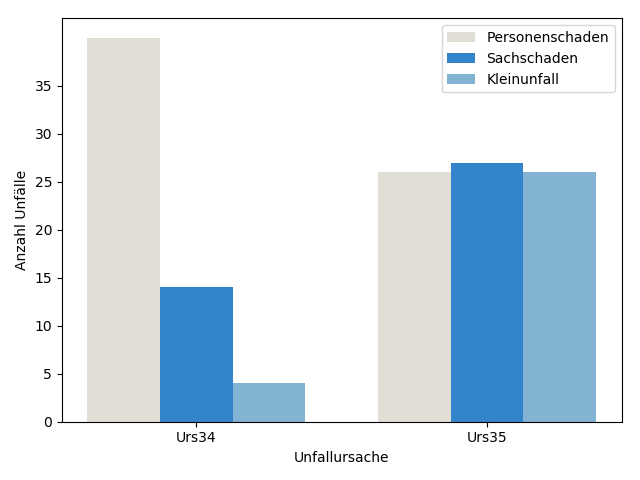 Personenschaden
Sachschaden
Kleinunfall
35
30
25
20
15
10
5
0
Anzahl Unfälle
Urs34
Urs35
Unfallursache